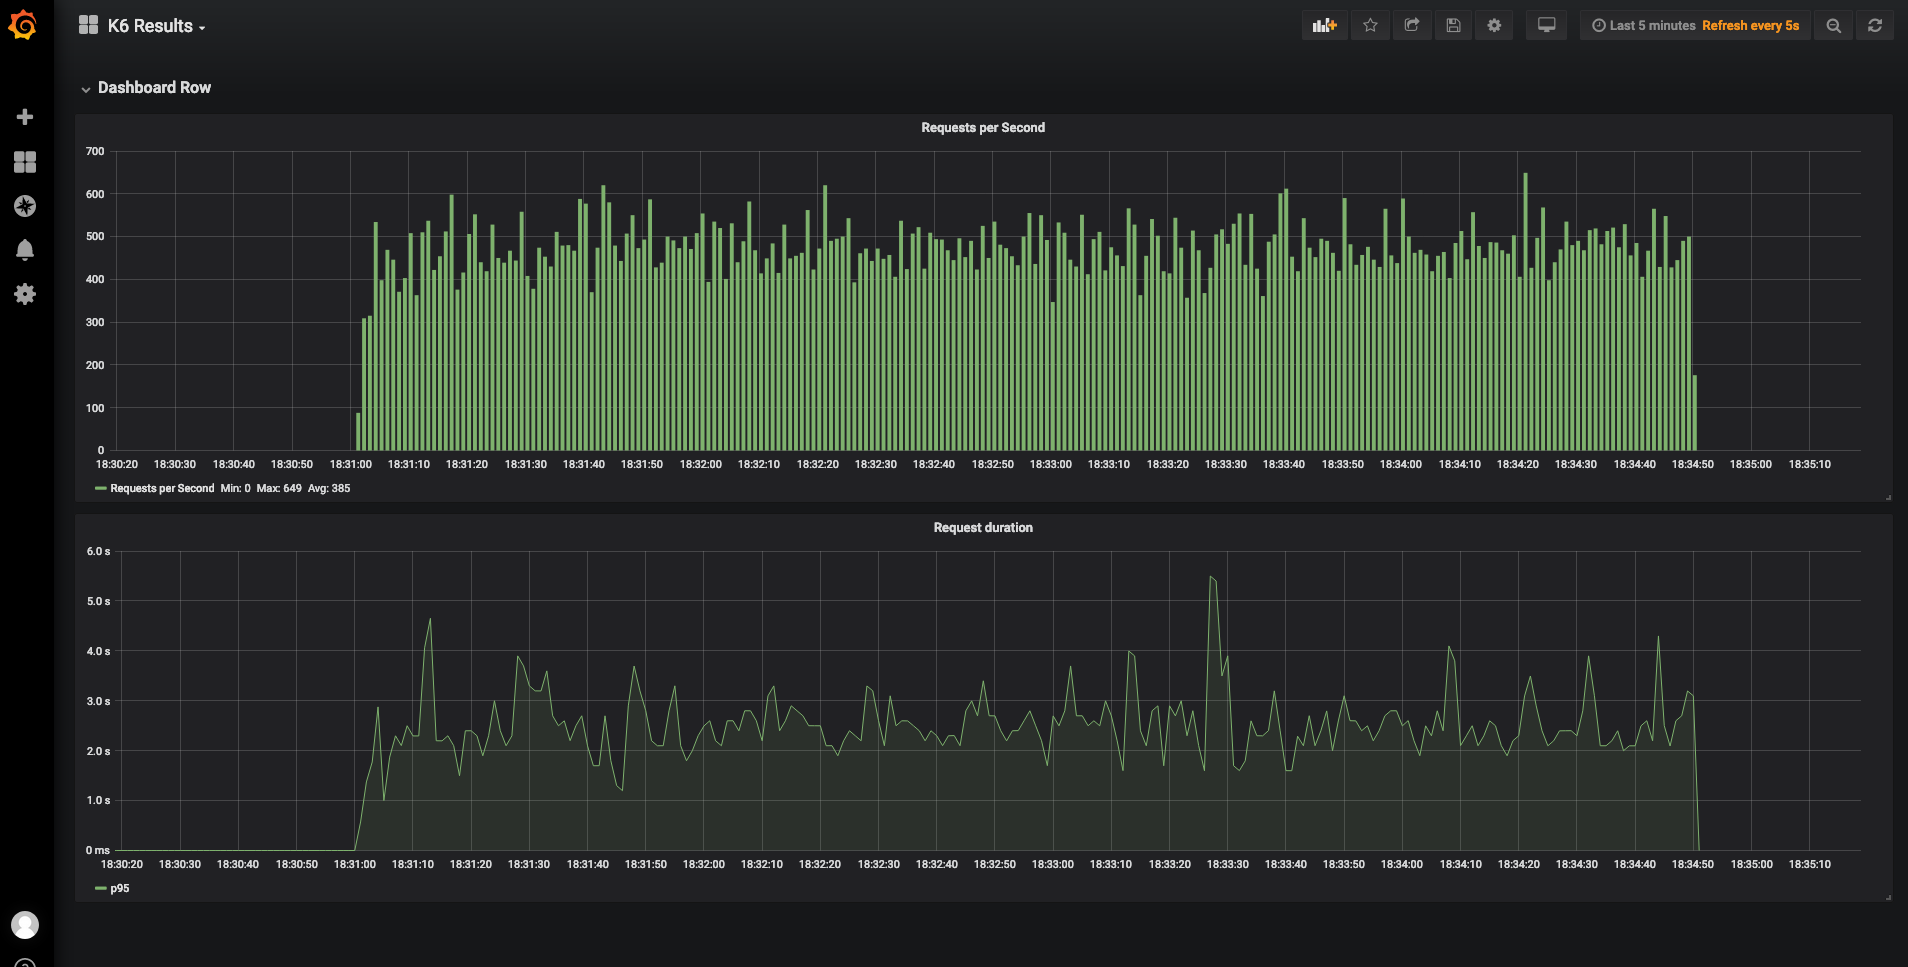 K6 Results
Last 5 minutes Refresh every 5s
Dashboard Row
Requests per Second
700
600
500
400
300
200
100
0
18:30:20 18:30:30 18:30:40 18:30:50 18:31:00 18:31:10 18:31:20 18:31:30 18:31:40 18:31:50 18:32:00 18:32:10 18:32:20 18:32:30 18:32:40 18:32:50 18:33:00 18:33:10 18:33:20 18:33:30 18:33:40 18:33:50 18:34:00 18:34:10 18:34:20 18:34:30 18:34:40 18:34:50 18:35:00 18:35:10
Requests per Second Min: 0 Max: 649 Avg: 385
Request duration
6.0 s
5.0 s
4.0 s
3.0 s
2.0 s
1.0 s
0 ms
18:30:20 18:30:30 18:30:40 18:30:50 18:31:00 18:31:10 18:31:20 18:31:30 18:31:40 18:31:50 18:32:00 18:32:10 18:32:20 18:32:30 18:32:40 18:32:50 18:33:00 18:33:10 18:33:20 18:33:30 18:33:40 18:33:50 18:34:00 18:34:10 18:34:20 18:34:30 18:34:40 18:34:50 18:35:00 18:35:10
p95